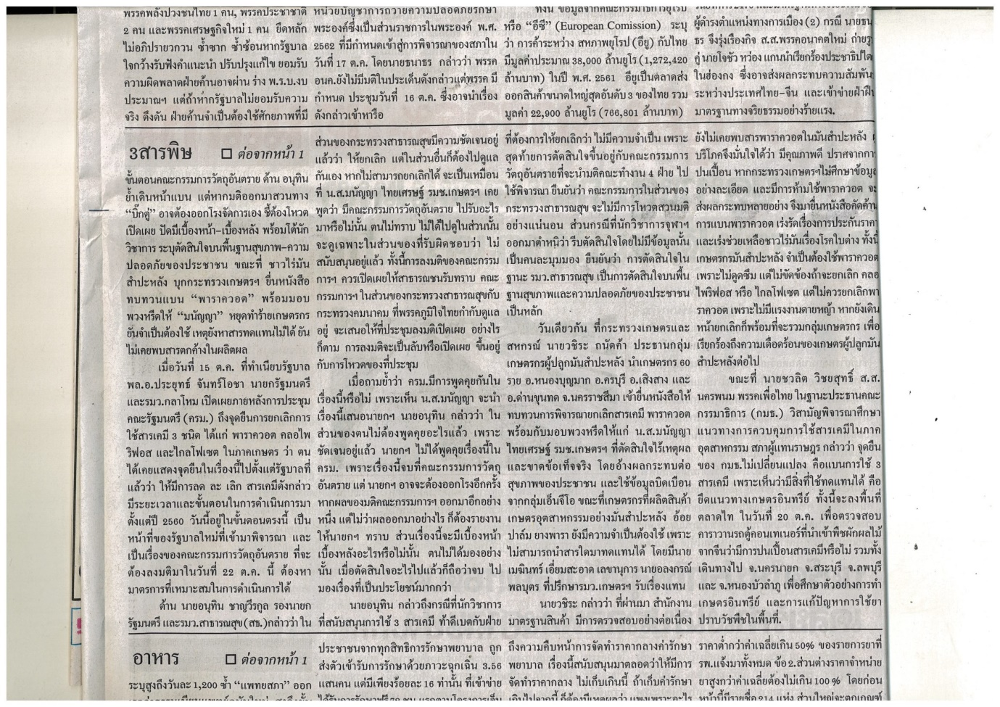 พรรคพลังปวงชนไทย 1 คน, พรรคประชาชาติ
2 คน และพรรคเศรษฐกิจใหม่ 1 คน ยึดหลัก
ไม่อภิปรายวกวน ซ้ำซาก ซ้ำซ้อนหากรัฐบาล
ใจกว้างรับฟังคำแนะนำ ปรับปรุงแก้ไข ยอมรับ
ความผิดพลาดฝ่ายค้านอาจผ่าน ร่าง พ.ร.บ.งบ
ประมาณฯ แต่ถ้าหากรัฐบาลไม่ยอมรับความ
จริง ดึงดัน ฝ่ายค้านจำเป็นต้องใช้ศักยภาพที่มี
หน่วยบัญชาการถวายความปลอดภัยรักษา
พระองค์ซึ่งเป็นส่วนราชการในพระองค์ พ.ศ.
2562 ที่มีกำหนดเข้าสู่การพิจารณาของสภาใน
วันที่ 17 ต.ค. โดยนายธนาธร กล่าวว่า พรรค
อนค.ยังไม่มีมติในประเด็นดังกล่าวแต่พรรค มี
กำหนด ประชุมวันที่ 16 ต.ค. ซึ่งอาจนำเรื่อง
ดังกล่าวเข้าหารือ
ทั้งนี้ ข้อมูลจากคณะกรรมาธิการยุโรป
หรือ “อีซี” (European Comission) ระบุ
ว่า การค้าระหว่าง สหภาพยุโรป (อียู) กับไทย
มีมูลค่าประมาณ 38,000 ล้านยูโร (1,272,420
ล้านบาท) ในปี พ.ศ. 2561 อียูเป็นตลาดส่ง
ออกสินค้าขนาดใหญ่สุดอันดับ 3 ของไทย รวม
มูลค่า 22,900 ล้านยูโร (766,801 ล้านบาท)
ผู้ดำรงตำแหน่งทางการเมือง (2) กรณี นายธน
ธร จึงรุ่งเรืองกิจ ส.ส.พรรคอนาคตใหม่ ถ่ายรูป
คู่ นายโจชัว หว่อง แกนนำเรียกร้องประชาธิปไต
ในฮ่องกง ซึ่งอาจส่งผลกระทบความสัมพัน
ระหว่างประเทศไทย-จีน และเข้าข่ายฝ่าฝืน
มาตรฐานทางจริยธรรมอย่างร้ายแรง.
3สารพิษ ☐ ต่อจากหน้า 1
ขั้นตอนคณะกรรมการวัตถุอันตราย ด้าน อนุทิน
ย้ำเดินหน้าแบน แต่หากมติออกมาสวนทาง
“บิ๊กตู่” อาจต้องออกโรงจัดการเอง ชี้ต้องโหวต
เปิดเผย ปัดมีเบื้องหน้า-เบื้องหลัง พร้อมโต้นัก
วิชาการ ระบุตัดสินใจบนพื้นฐานสุขภาพ-ความ
ปลอดภัยของประชาชน ขณะที่ ชาวไร่มัน
สำปะหลัง บุกกระทรวงเกษตรฯ ยื่นหนังสือ
ทบทวนแบน “พาราควอต” พร้อมมอบ
พวงหรีดให้ “มนัญญา” หยุดทำร้ายเกษตรกร
ยันจำเป็นต้องใช้ เหตุยังหาสารทดแทนไม่ได้ ยัน
ไม่เคยพบสารตกค้างในผลิตผล
เมื่อวันที่ 15 ต.ค. ที่ทำเนียบรัฐบาล
พล.อ.ประยุทธ์ จันทร์โอชา นายกรัฐมนตรี
และรมว.กลาโหม เปิดเผยภายหลังการประชุม
คณะรัฐมนตรี (ครม.) ถึงจุดยืนการยกเลิกการ
ใช้สารเคมี 3 ชนิด ได้แก่ พาราควอต คลอไพ
ริฟอส และไกลโฟเซต ในภาคเกษตร ว่า ตน
ได้เคยแสดงจุดยืนในเรื่องนี้ไปตั้งแต่รัฐบาลที่
แล้วว่า ให้มีการลด ละ เลิก สารเคมีดังกล่าว
มีระยะเวลาและขั้นตอนในการดำเนินการมา
ตั้งแต่ปี 2560 วันนี้อยู่ในขั้นตอนตรงนี้ เป็น
หน้าที่ของรัฐบาลใหม่ที่เข้ามาพิจารณา และ
เป็นเรื่องของคณะกรรมการวัตถุอันตราย ที่จะ
ต้องลงมติมาในวันที่ 22 ต.ค. นี้ ต้องหา
มาตรการที่เหมาะสมในการดำเนินการได้
ด้าน นายอนุทิน ชาญวีรกูล รองนายก
รัฐมนตรี และรมว.สาธารณสุข(สธ.)กล่าวว่า ใน
ส่วนของกระทรวงสาธารณสุขมีความชัดเจนอยู่
แล้วว่า ให้ยกเลิก แต่ในส่วนอื่นก็ต้องไปดูแล
กันเอง หากไม่สามารถยกเลิกได้ จะเป็นเหมือน
ที่ น.ส.มนัญญา ไทยเศรษฐ์ รมช.เกษตรฯ เคย
พูดว่า มีคณะกรรมการวัตถุอันตราย ไปรับอะไร
มาหรือไม่นั้น ตนไม่ทราบ ไม่ได้ไปดูในส่วนนั้น
จะดูเฉพาะในส่วนของที่รับผิดชอบว่า ไม่
สนับสนุนอยู่แล้ว ทั้งนี้การลงมติของคณะกรรม
การฯ ควรเปิดเผยให้สาธารณชนรับทราบ คณะ
กรรมการฯ ในส่วนของกระทรวงสาธารณสุขกับ
กระทรวงคมนาคม ที่พรรคภูมิใจไทยกำกับดูแล
อยู่ จะเสนอให้ที่ประชุมลงมติเปิดเผย อย่างไร
ก็ตาม การลงมติจะเป็นลับหรือเปิดเผย ขึ้นอยู่
กับการโหวตของที่ประชุม
เมื่อถามย้ำว่า ครม.มีการพูดคุยกันใน
เรื่องนี้หรือไม่ เพราะเห็น น.ส.มนัญญา จะนำ
เรื่องนี้เสนอนายกฯ นายอนุทิน กล่าวว่า ใน
ส่วนของตนไม่ต้องพูดคุยอะไรแล้ว เพราะ
ชัดเจนอยู่แล้ว นายกฯ ไม่ได้พูดคุยเรื่องนี้ใน
ครม. เพราะเรื่องนี้จบที่คณะกรรมการวัตถุ
อันตราย แต่ นายกฯ อาจจะต้องออกโรงอีกครั้ง
หากผลของมติคณะกรรมการฯ ออกมาอีกอย่าง
หนึ่ง แต่ไม่ว่าผลออกมาอย่างไร ก็ต้องรายงาน
ให้นายกฯ ทราบ ส่วนเรื่องนี้จะมีเบื้องหน้า
เบื้องหลังอะไรหรือไม่นั้น ตนไม่ได้มองอย่าง
นั้น เมื่อตัดสินใจอะไรไปแล้วก็ถือว่าจบ ไป
มองเรื่องที่เป็นประโยชน์มากกว่า
นายอนุทิน กล่าวถึงกรณีที่นักวิชาการ
ที่สนับสนุนการใช้ 3 สารเคมี ท้าดีเบตกับฝ่าย
ที่ต้องการให้ยกเลิกว่า ไม่มีความจำเป็น เพราะ
สุดท้ายการตัดสินใจขึ้นอยู่กับคณะกรรมการ
วัตถุอันตรายที่จะนำมติคณะทำงาน 4 ฝ่าย ไป
ใช้พิจารณา ยืนยันว่า คณะกรรมการในส่วนของ
กระทรวงสาธารณสุข จะไม่มีการโหวตสวนมติ
อย่างแน่นอน ส่วนกรณีที่นักวิชาการจุฬาฯ
ออกมาตำหนิว่า รีบตัดสินใจโดยไม่มีข้อมูลนั้น
เป็นคนละมุมมอง ยืนยันว่า การตัดสินใจใน
ฐานะ รมว.สาธารณสุข เป็นการตัดสินใจบนพื้น
ฐานสุขภาพและความปลอดภัยของประชาชน
เป็นหลัก
วันเดียวกัน ที่กระทรวงเกษตรและ
สหกรณ์ นายวชิระ ถนัดค้า ประธานกลุ่ม
เกษตรกรผู้ปลูกมันสำปะหลัง นำเกษตรกร 60
ราย อ.หนองบุญมาก อ.ครบุรี อ.เสิงสาง และ
อ.ด่านขุนทด จ.นครราชสีมา เข้ายื่นหนังสือให้
ทบทวนการพิจารณายกเลิกสารเคมี พาราควอต
พร้อมกับมอบพวงหรีดให้แก่ น.ส.มนัญญา
ไทยเศรษฐ์ รมช.เกษตรฯ ที่ตัดสินใจไร้เหตุผล
และขาดข้อเท็จจริง โดยอ้างผลกระทบต่อ
สุขภาพของประชาชน และใช้ข้อมูลบิดเบือน
จากกลุ่มเอ็นจีโอ ขณะที่เกษตรกรที่ผลิตสินค้า
เกษตรอุตสาหกรรมอย่างมันสำปะหลัง อ้อย
ปาล์ม ยางพารา ยังมีความจำเป็นต้องใช้ เพราะ
ไม่สามารถนำสารใดมาทดแทนได้ โดยมีนาย
เมฆินทร์ เอี่ยมสะอาด เลขานุการ นายอลงกรณ์
พลบุตร ที่ปรึกษารมว.เกษตรฯ รับเรื่องแทน
นายวชิระ กล่าวว่า ที่ผ่านมา สำนักงาน
มาตรฐานสินค้า มีการตรวจสอบอย่างต่อเนื่อง
ยังไม่เคยพบสารพาราควอตในมันสำปะหลัง
บริโภคจึงมั่นใจได้ว่า มีคุณภาพดี ปราศจากกา
ปนเปื้อน หากกระทรวงเกษตรฯไม่ศึกษาข้อมูล
อย่างละเอียด และมีการห้ามใช้พาราควอต จะ
ส่งผลกระทบหลายอย่าง จึงมายื่นหนังสือคัดค้าน
การแบนพาราควอต เร่งรัดเรื่องการประกันราคา
และเร่งช่วยเหลือชาวไร่มันเรื่องโรคใบด่าง ทั้งนี้
เกษตรกรมันสำปะหลัง จำเป็นต้องใช้พาราควอต
เพราะไม่ดูดซึม แต่ไม่ขัดข้องถ้าจะยกเลิก คลอ
ไพริฟอส หรือ ไกลโฟเซต แต่ไม่ควรยกเลิกพา
ราควอต เพราะไม่มีแรงงานดายหญ้า หากยังเดิน
หน้ายกเลิกก็พร้อมที่จะรวมกลุ่มเกษตรกร เพื่อ
เรียกร้องถึงความเดือดร้อนของเกษตรผู้ปลูกมัน
สำปะหลังต่อไป
ขณะที่ นายชวลิต วิชยสุทธิ์ ส.ส.
นครพนม พรรคเพื่อไทย ในฐานะประธานคณะ
กรรมาธิการ (กมธ.) วิสามัญพิจารณาศึกษา
แนวทางการควบคุมการใช้สารเคมีในภาค
อุตสาหกรรม สภาผู้แทนราษฎร กล่าวว่า จุดยืน
ของ กมธ.ไม่เปลี่ยนแปลง คือแบนการใช้ 3
สารเคมี เพราะเห็นว่ามีสิ่งที่ใช้ทดแทนได้ คือ
ยึดแนวทางเกษตรอินทรีย์ ทั้งนี้จะลงพื้นที่
ตลาดไท ในวันที่ 20 ต.ค. เพื่อตรวจสอบ
คาราวานรถตู้คอนเทเนอร์ที่นำเข้าพืชผักผลไม้
จากจีนว่ามีการปนเปื้อนสารเคมีหรือไม่ รวมทั้ง
เดินทางไป จ.นครนายก จ.สระบุรี จ.ลพบุรี
และ จ.หนองบัวลำภู เพื่อศึกษาตัวอย่างการทำ
เกษตรอินทรีย์ และการแก้ปัญหาการใช้ยา
ปราบวัชพืชในพื้นที่.
อาหาร ☐ ต่อจากหน้า 1
ระบุสูงถึงวันละ 1,200 ซ้ำ “แพทยสภา” ออก
ประชาชนจากทุกสิทธิการรักษาพยาบาล ถูก
ส่งตัวเข้ารับการรักษาด้วยภาวะฉุกเฉิน 3.56
แสนคน แต่มีเพียงร้อยละ 16 เท่านั้น ที่เข้าข่าย
ถึงความคืบหน้าการจัดทำราคากลางค่ารักษา
พยาบาล เรื่องนี้สนับสนุนมาตลอดว่าให้มีการ
จัดทำราคากลาง ไม่เก็บเกินนี้ ถ้าเก็บค่ารักษา
ราคาต่ำกว่าค่าเฉลี่ยเกิน 50% ของรายการยาที่
รพ.แจ้งมาทั้งหมด ข้อ 2.ส่วนต่างราคาจำหน่าย
ยาสูงกว่าค่าเฉลี่ยต้องไม่เกิน 100 % โดยก่อน
หน้านี้มีรายชื่อ 214 แห่ง ส่วนใหญ่จะตกเกณฑ์